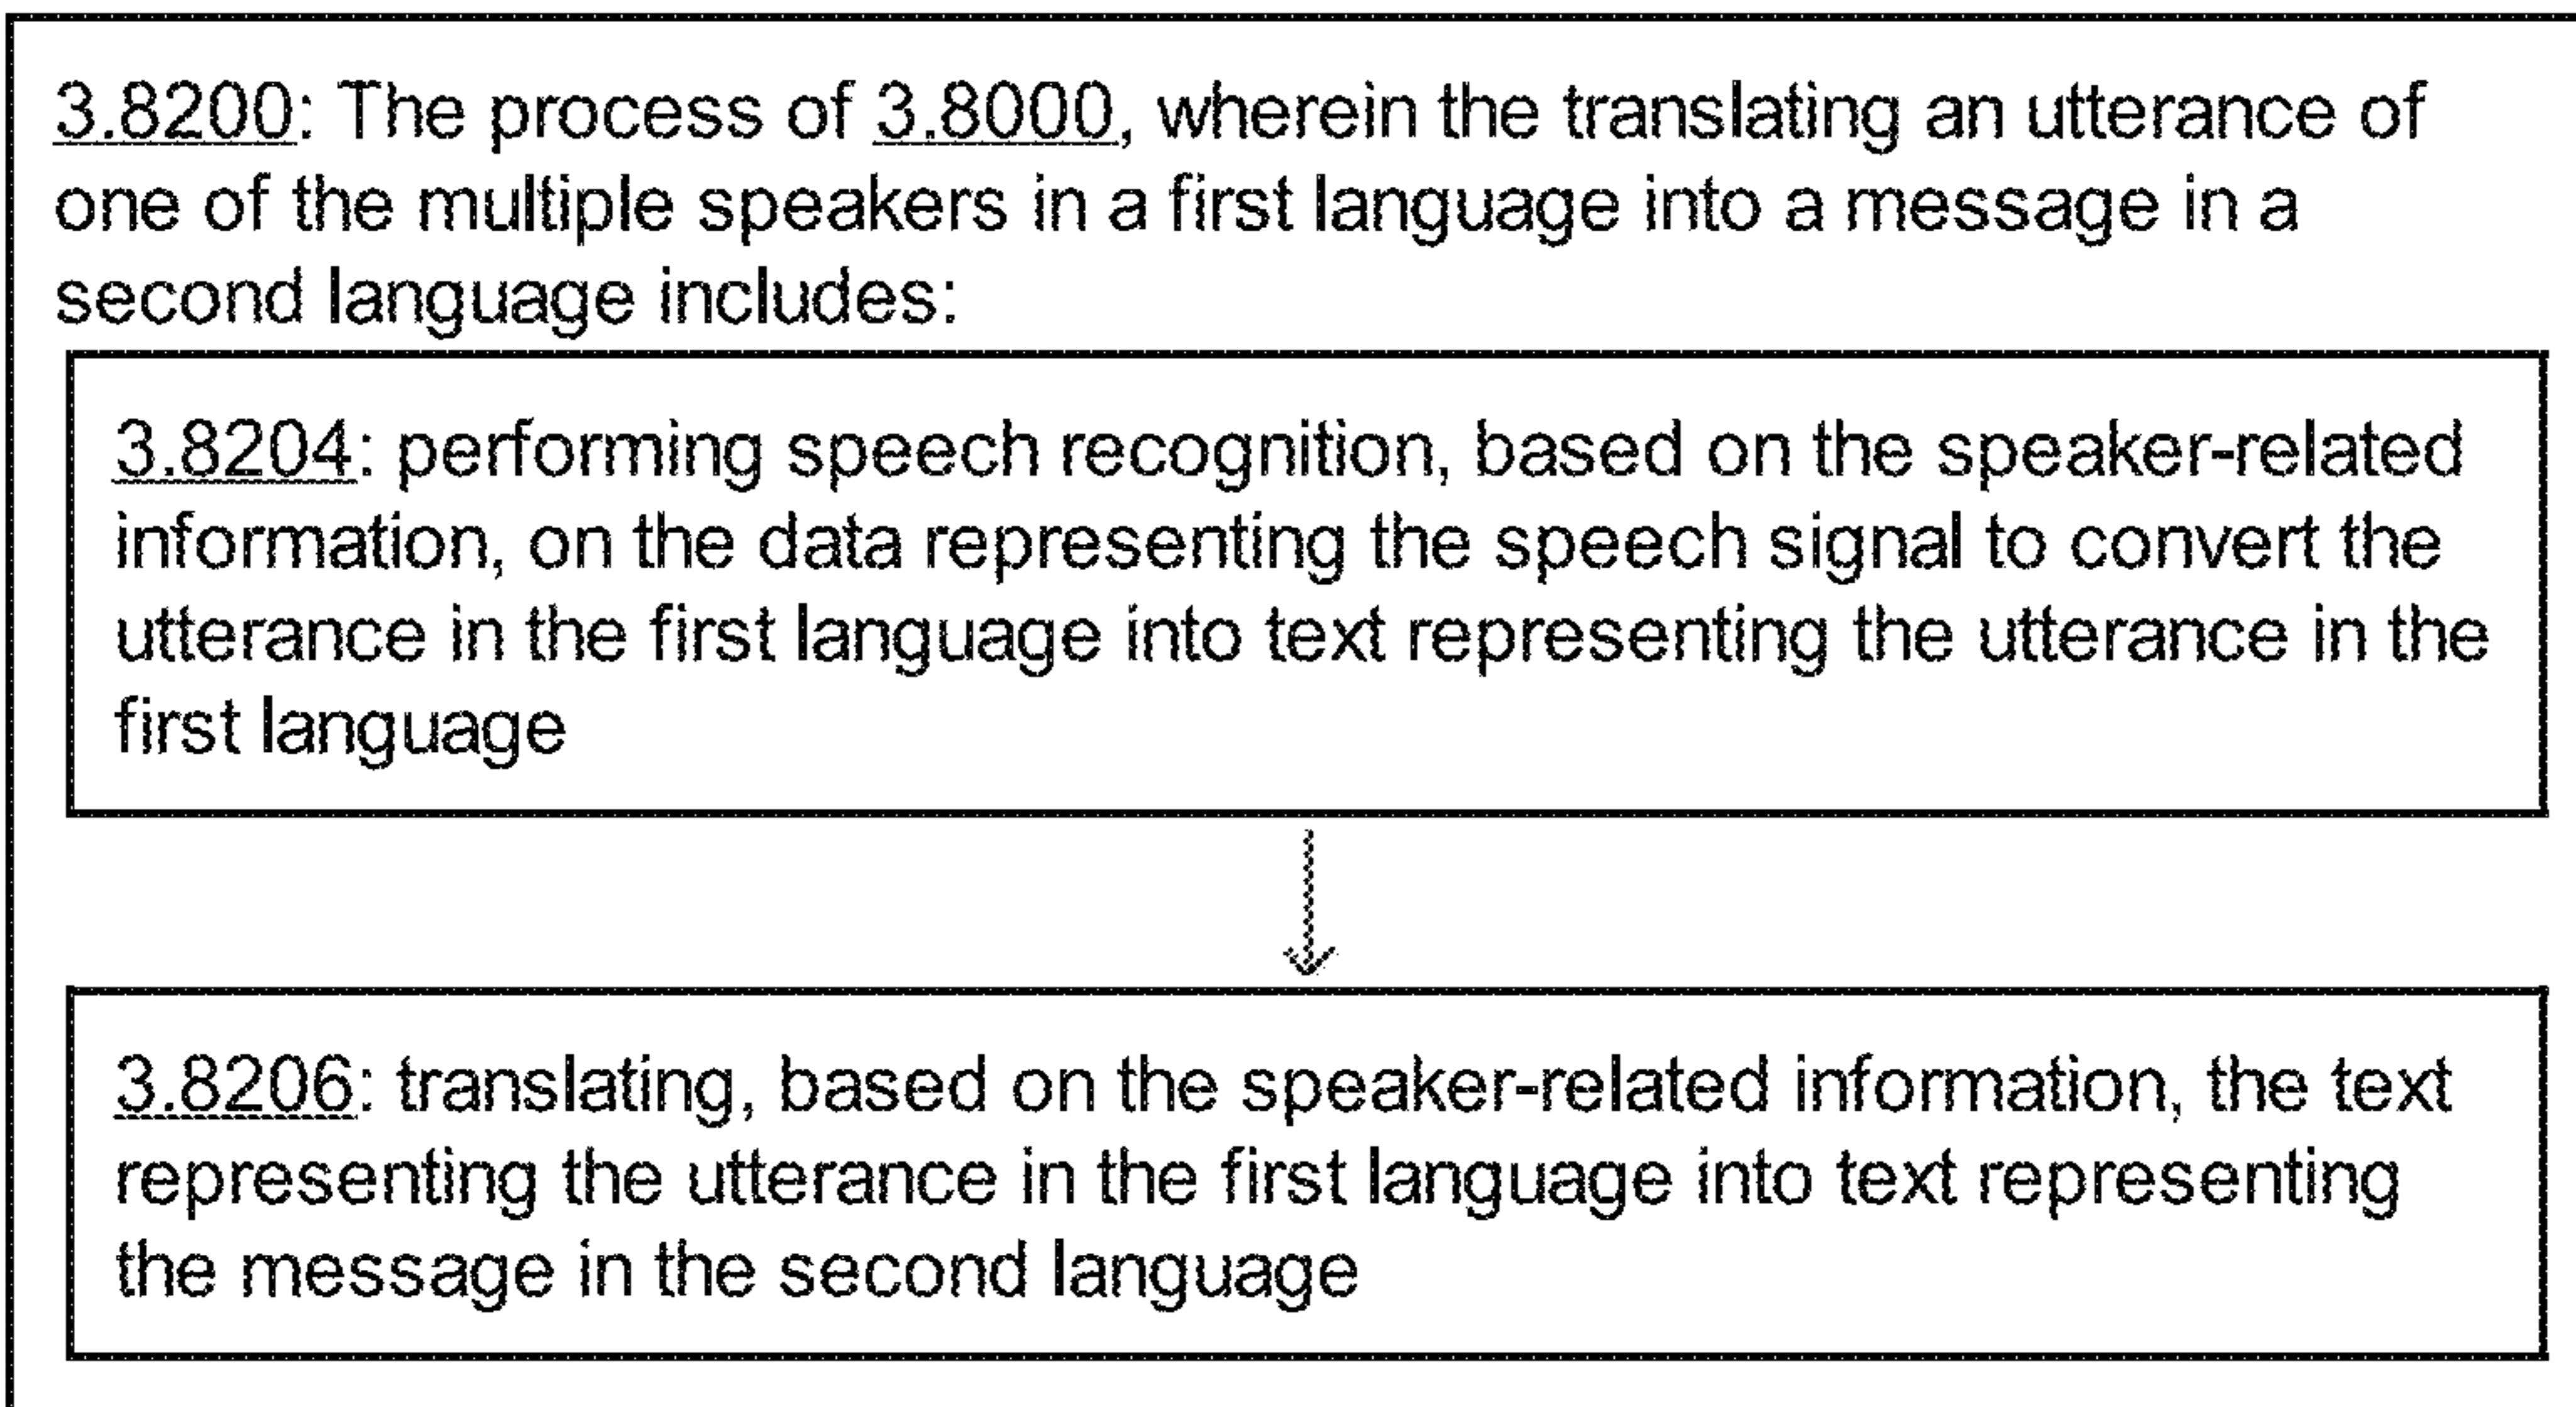 3.8200: The process of 3.8000, wherein the translating an utterance of
one of the multiple speakers in a first language into a message in a
second language includes:
3.8204: performing speech recognition, based on the speaker-related
information, on the data representing the speech signal to convert the
utterance in the first language into text representing the utterance in the
first language
3.8206: translating, based on the speaker-related information, the text
representing the utterance in the first language into text representing
the message in the second language